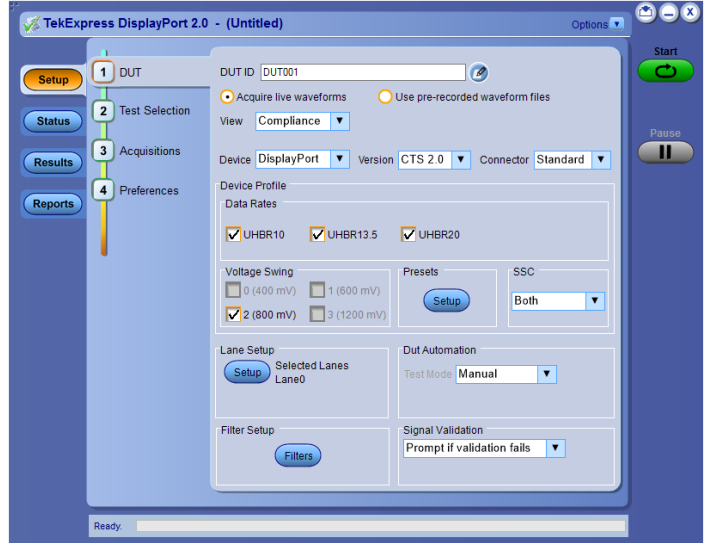 TekExpress DisplayPort 2.0 - (Untitled)
Options
Start
Pause
Setup
Status
Results
Reports
1 DUT
2 Test Selection
3 Acquisitions
4 Preferences
DUT ID DUT001
Acquire live waveforms Use pre-recorded waveform files
View Compliance
Device DisplayPort Version CTS 2.0 Connector Standard
Device Profile
Data Rates
UHBR10 UHBR13.5 UHBR20
Voltage Swing
0 (400 mV) 1 (600 mV)
2 (800 mV) 3 (1200 mV)
Presets
Setup
SSC
Both
Lane Setup
Setup
Selected Lanes
Lane0
Dut Automation
Test Mode Manual
Filter Setup
Filters
Signal Validation
Prompt if validation fails
Ready.